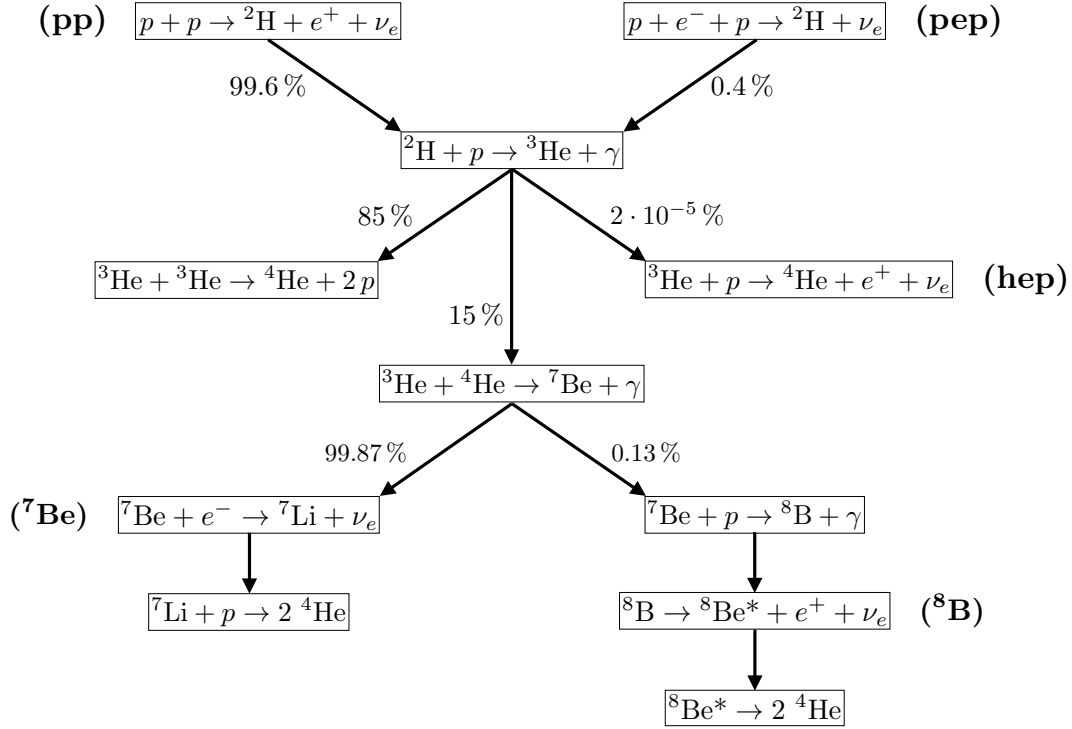 (pp) p + p → ²H + e⁺ + νₑ p + e⁻ + p → ²H + νₑ (pep)
99.6 % 0.4 %
²H + p → ³He + γ
85 % 2 · 10⁻⁵ %
³He + ³He → ⁴He + 2 p ³He + p → ⁴He + e⁺ + νₑ (hep)
15 %
³He + ⁴He → ⁷Be + γ
99.87 % 0.13 %
(⁷Be) ⁷Be + e⁻ → ⁷Li + νₑ ⁷Be + p → ⁸B + γ
⁷Li + p → 2 ⁴He ⁸B → ⁸Be* + e⁺ + νₑ (⁸B)
⁸Be* → 2 ⁴He